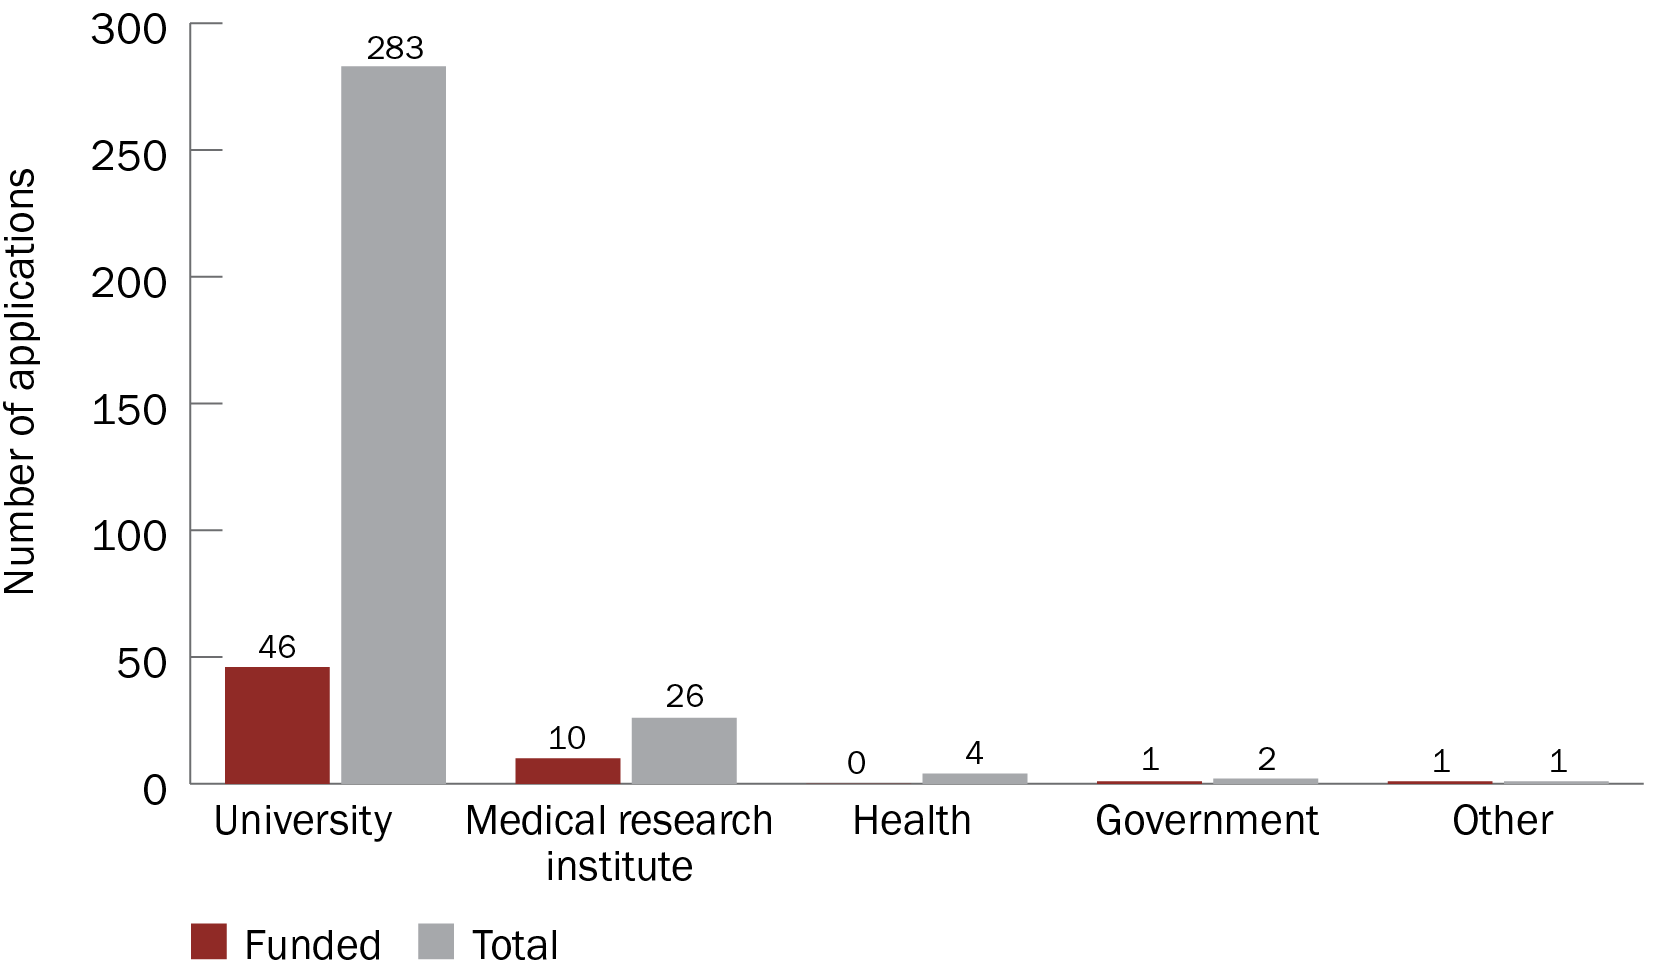 Number of applications
300
250
200
150
100
50
0
46
283
10
26
0
4
1
2
1
1
University
Medical research
institute
Health
Government
Other
Funded
Total